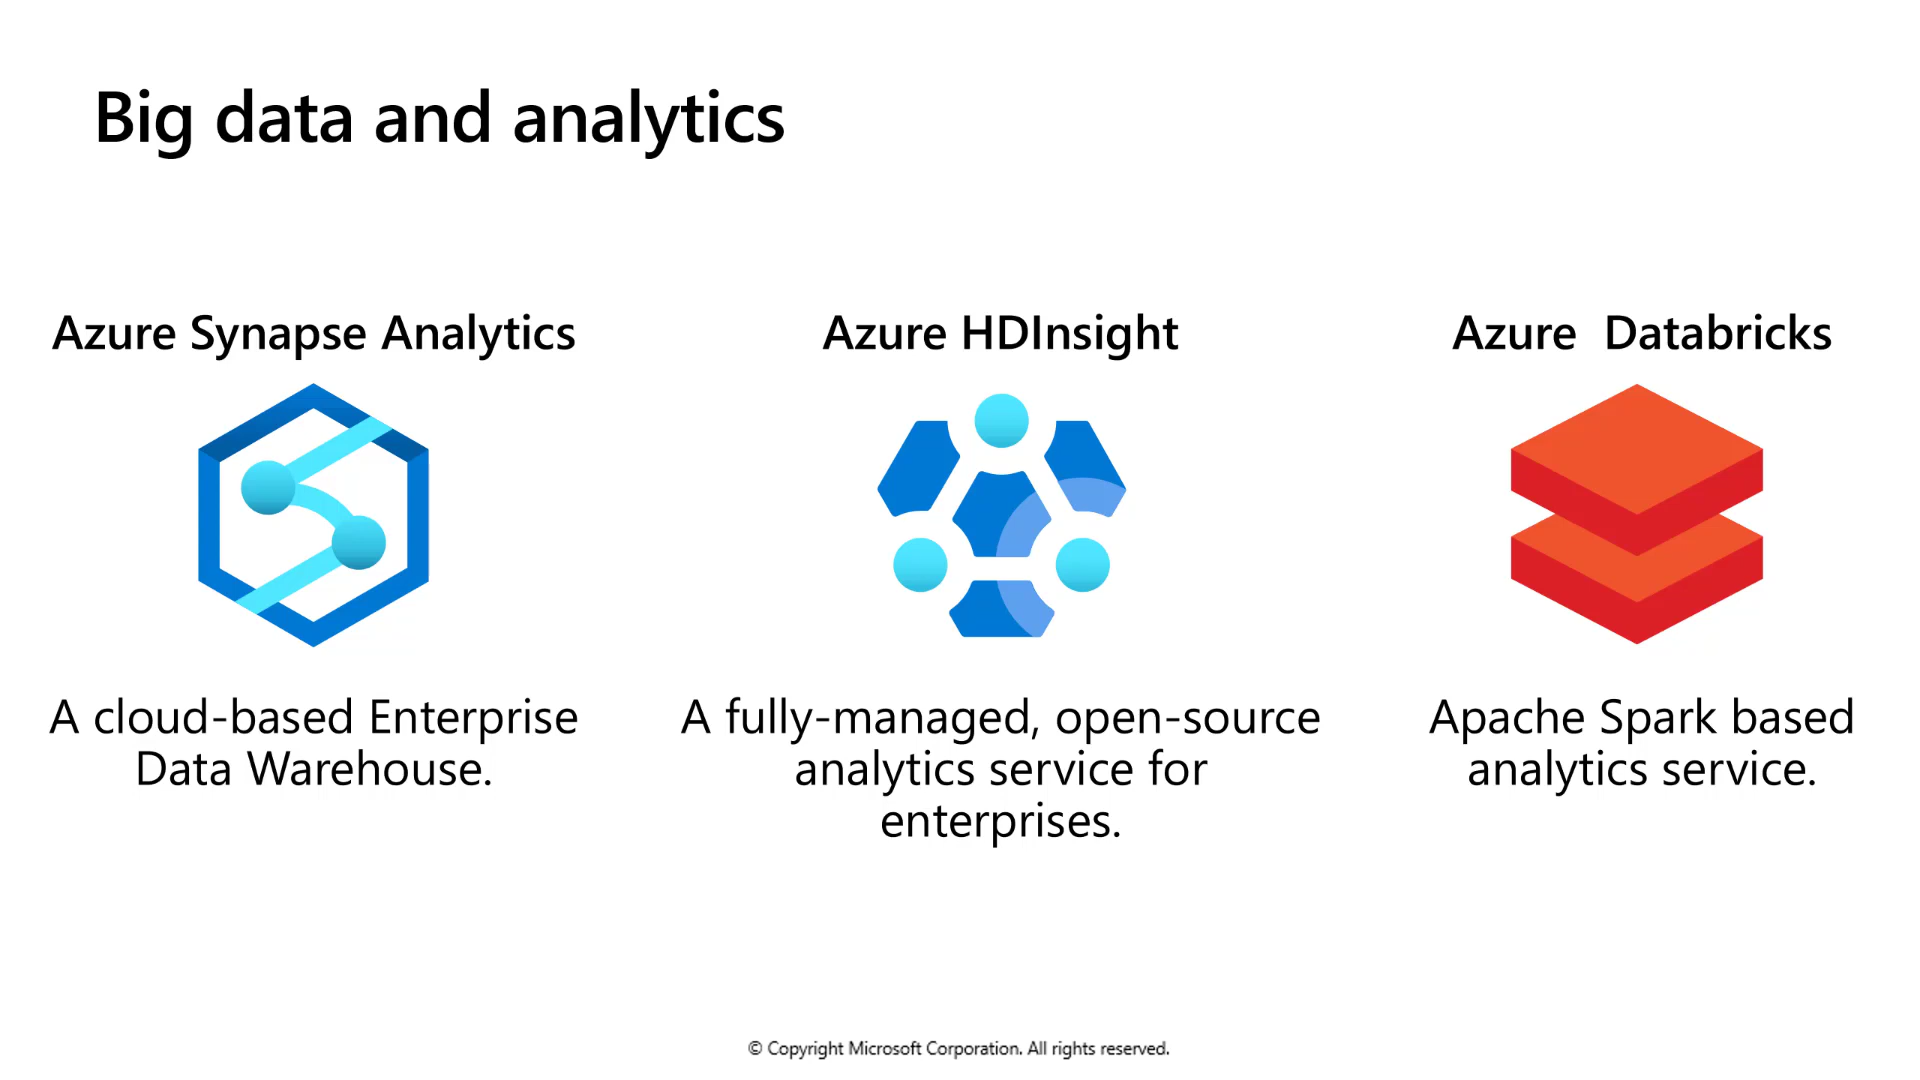 Big data and analytics
Azure Synapse Analytics
A cloud-based Enterprise
Data Warehouse.
Azure HDInsight
A fully-managed, open-source
analytics service for
enterprises.
Azure  Databricks
Apache Spark based
analytics service.
© Copyright Microsoft Corporation. All rights reserved.